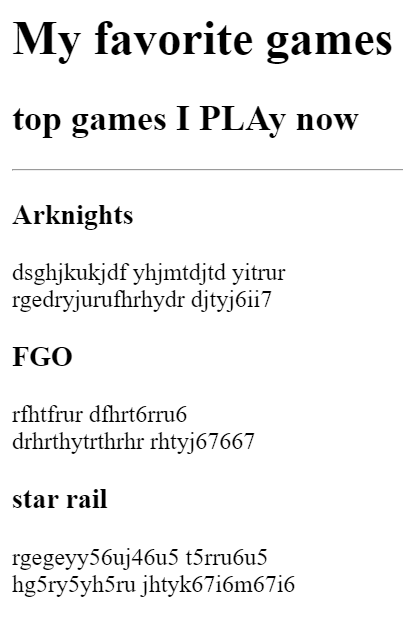 My favorite games
top games I PLAy now
Arknights
dsghjkukjdf yhjmtdjtd yitrur
rgedryjurufhrhydr djtyj6ii7
FGO
rfhtfrur dfhrt6rru6
drhrthytrthrhr rhtyj67667
star rail
rgegeyy56uj46u5 t5rru6u5
hg5ry5yh5ru jhtyk67i6m67i6